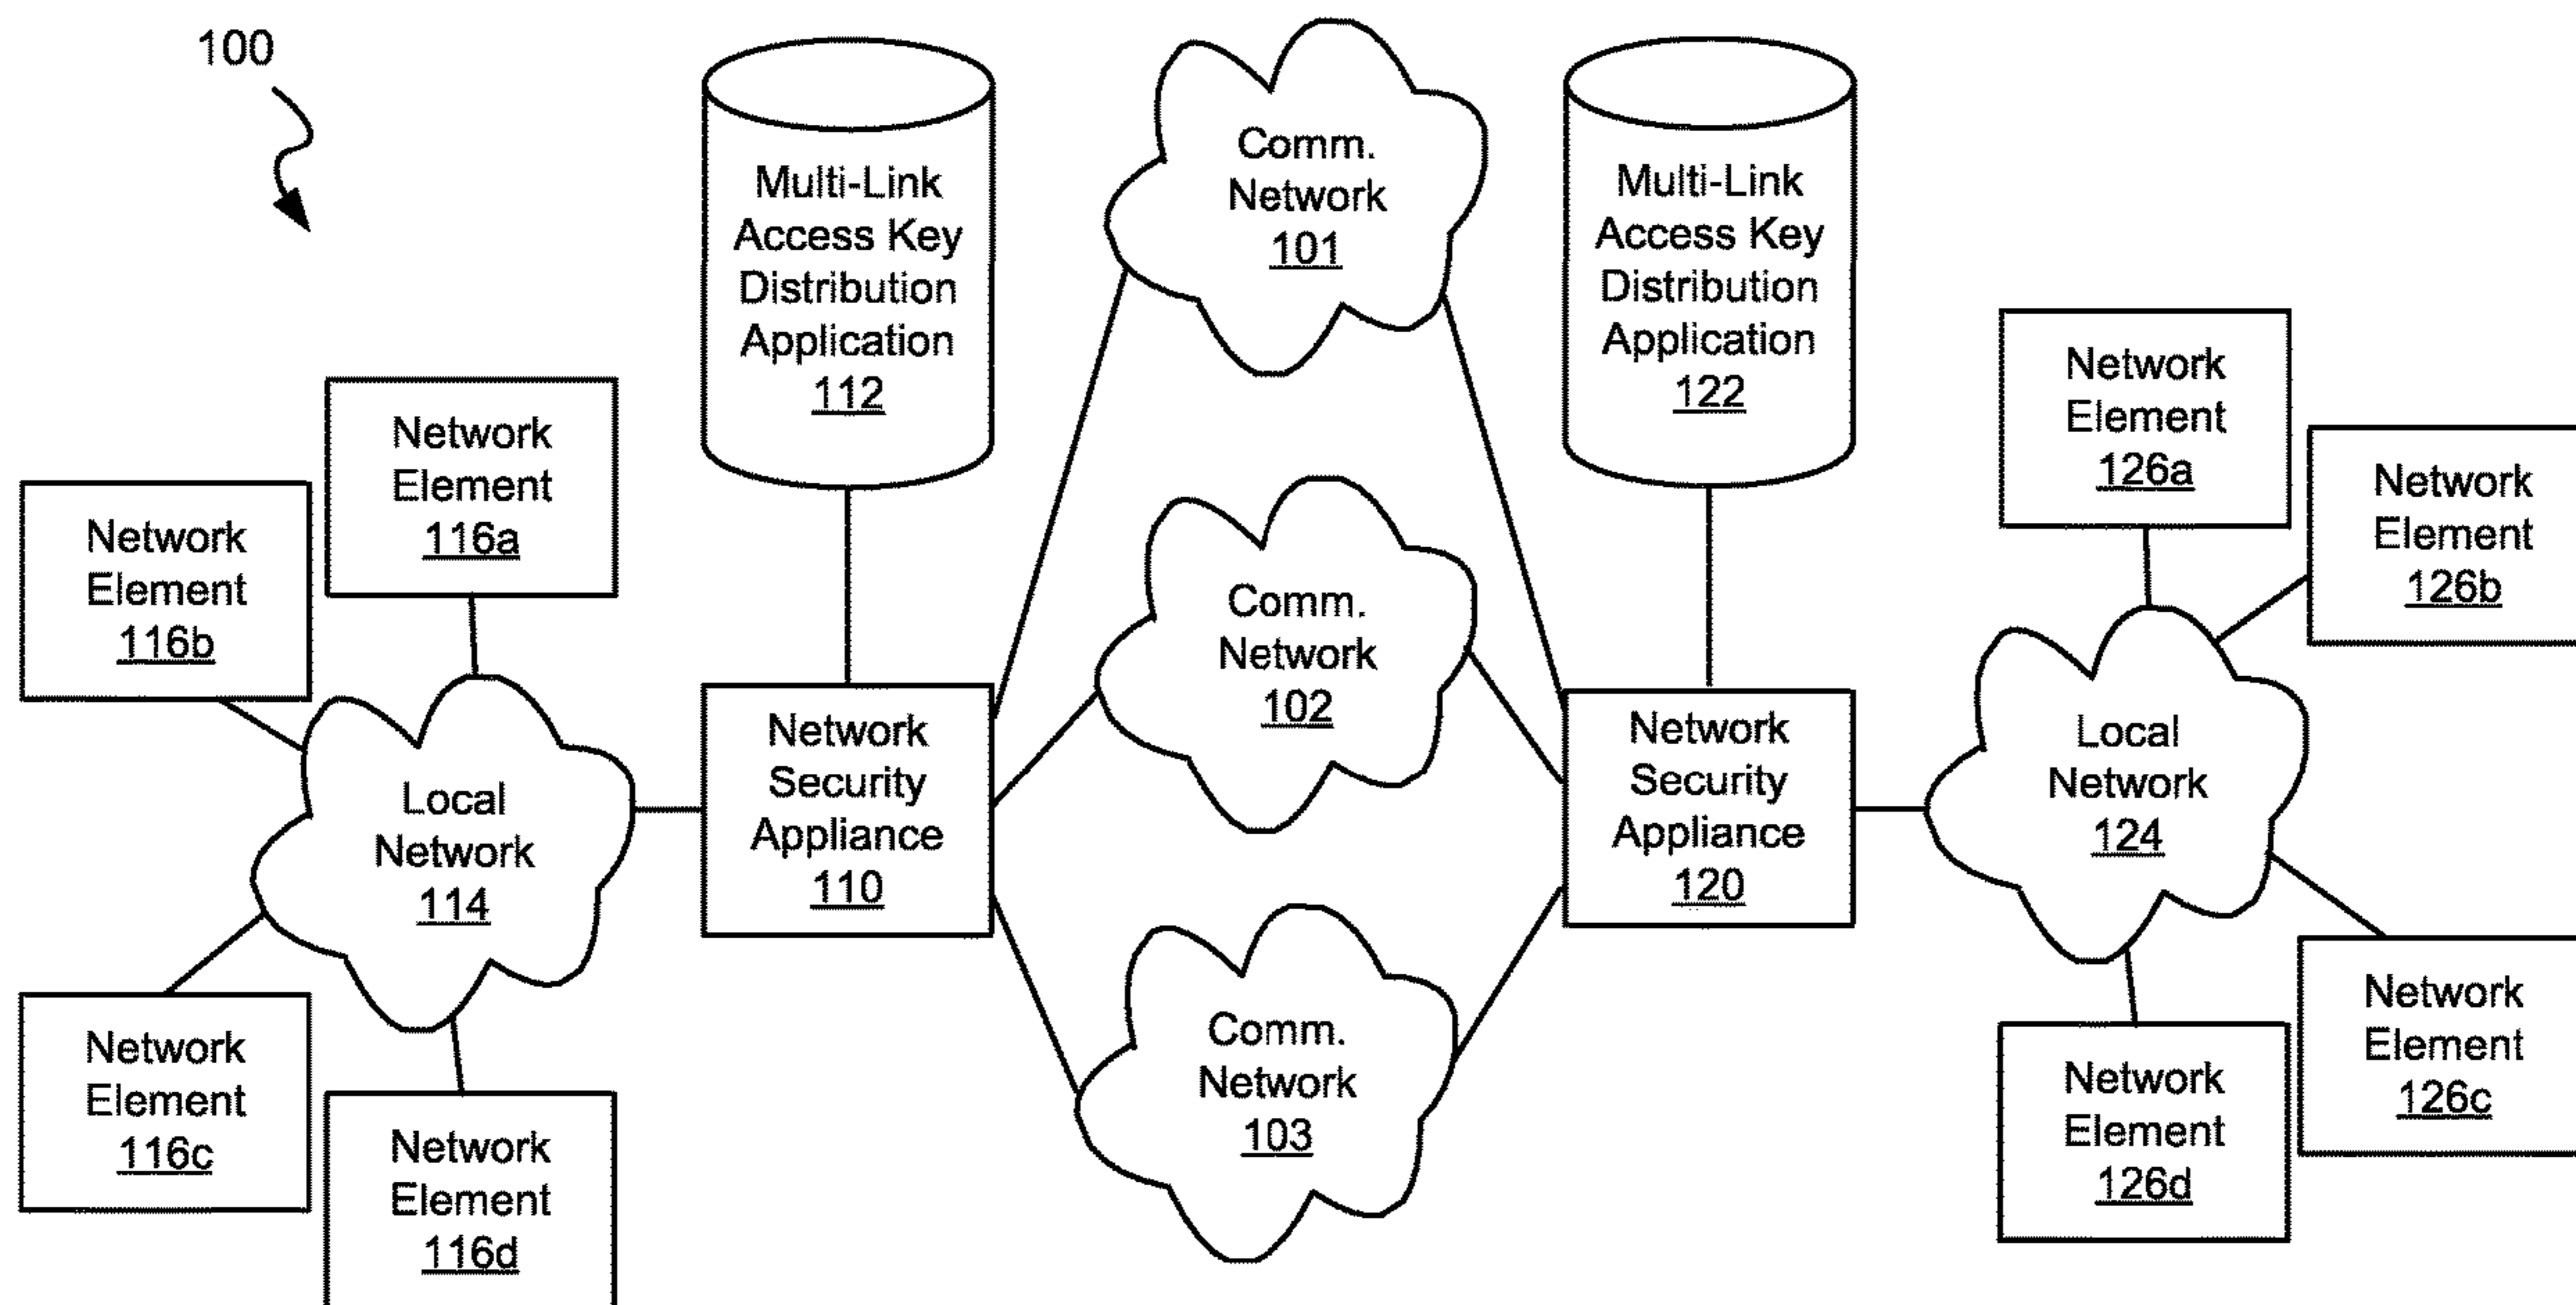 100
Multi-Link
Access Key
Distribution
Application
112
Comm.
Network
101
Multi-Link
Access Key
Distribution
Application
122
Network
Element
116a
Network
Element
116b
Network
Element
126a
Network
Element
126b
Comm.
Network
102
Local
Network
114
Network
Security
Appliance
110
Network
Security
Appliance
120
Local
Network
124
Network
Element
116c
Network
Element
116d
Comm.
Network
103
Network
Element
126c
Network
Element
126d